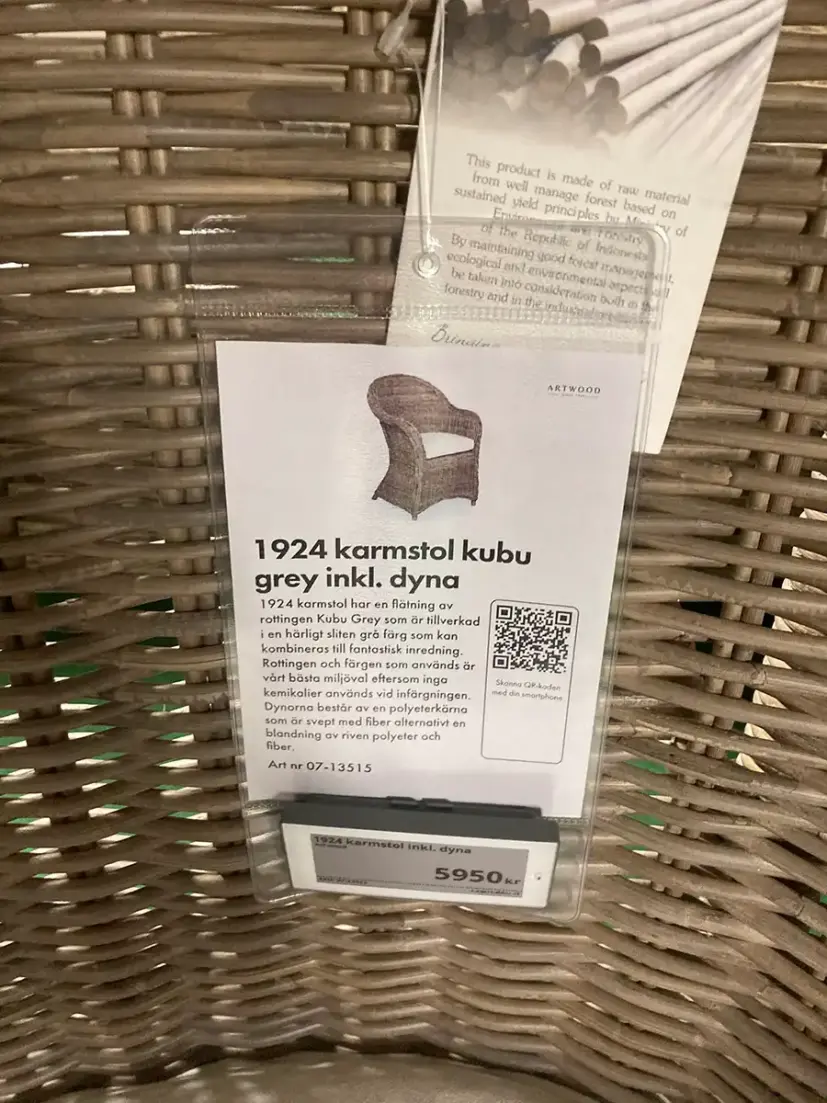 This product is made of raw material
from well manage forest based on
sustained yield principles by of
and Forestry
of the Republic of Indonesia
By maintaining good forest management,
ecological and environmental aspects will
be taken into consideration both in the
forestry and in the
ARTWOOD
1924 karmstol kubu
grey inkl. dyna
1924 karmstol har en flätning av
rottingen Kubu Grey som är tillverkad
i en härligt sliten grå färg som kan
kombineras till fantastisk inredning.
Rottingen och färgen som används är
vårt bästa miljöval eftersom inga
kemikalier används vid infärgningen.
Dynorna består av en polyeterkärna
som är svept med fiber alternativt en
blandning av riven polyeter och
fiber.
Art nr 07-13515
Skanna QR-koden
med din smartphone
1924 karmstol inkl. dyna
5950 kr